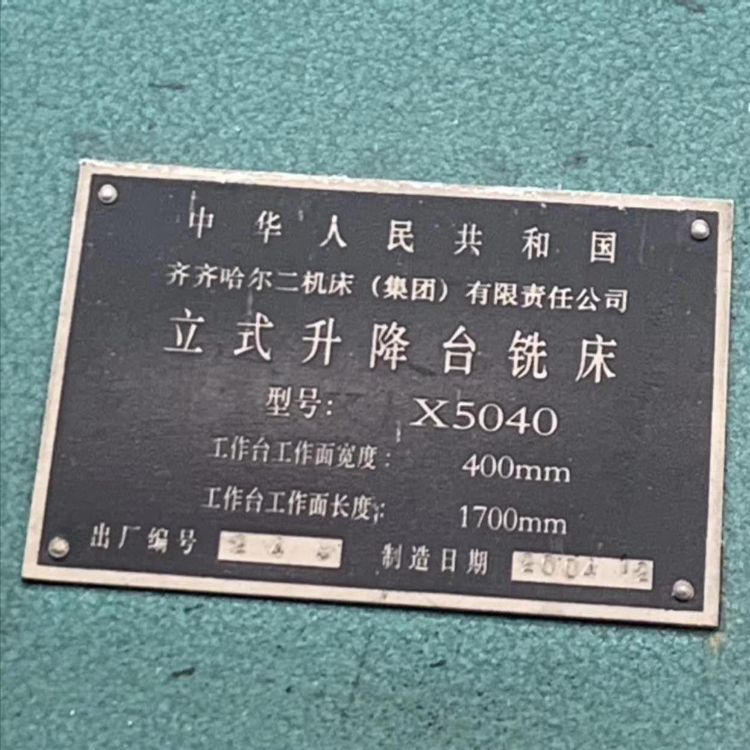 中华人民共和国
齐齐哈尔二机床（集团）有限责任公司
立式升降台铣床
型号： X5040
工作台工作面宽度： 400mm
工作台工作面长度： 1700mm
出厂编号 制造日期 2004 12